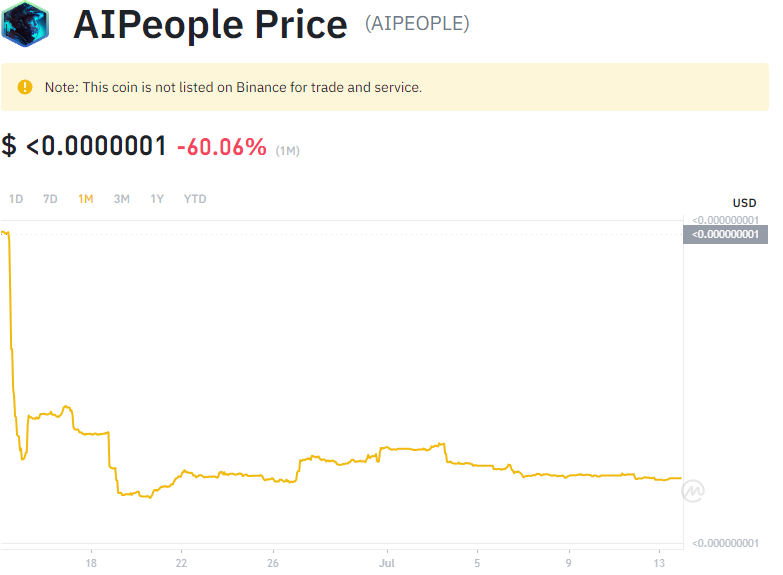 AIPeople Price (AIPEOPLE)
Note: This coin is not listed on Binance for trade and service.
$ <0.0000001 -60.06% (1M)
1D 7D 1M 3M 1Y YTD
USD
<0.000000001
<0.000000001
<0.000000001
18 22 26 Jul 5 9 13